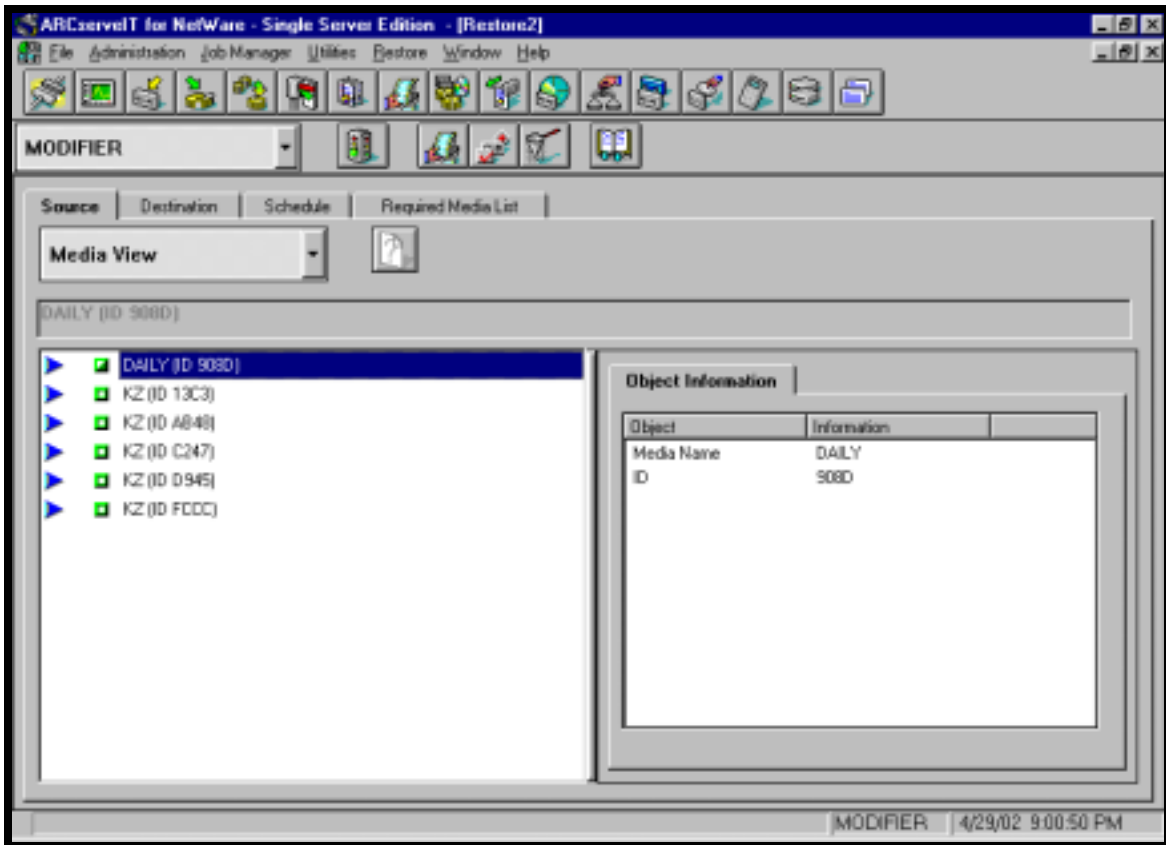 ARCserveIT for NetWare - Single Server Edition - [Restore2]
File Administration Job Manager Utilities Restore Window Help
MODIFIER
Source Destination Schedule Required Media List
Media View
DAILY (ID 908D)
DAILY (ID 908D)
KZ (ID 13C3)
KZ (ID A848)
KZ (ID C247)
KZ (ID D945)
KZ (ID FCCC)
Object Information
Object Information
Media Name DAILY
ID 908D
MODIFIER 4/29/02 9:00:50 PM